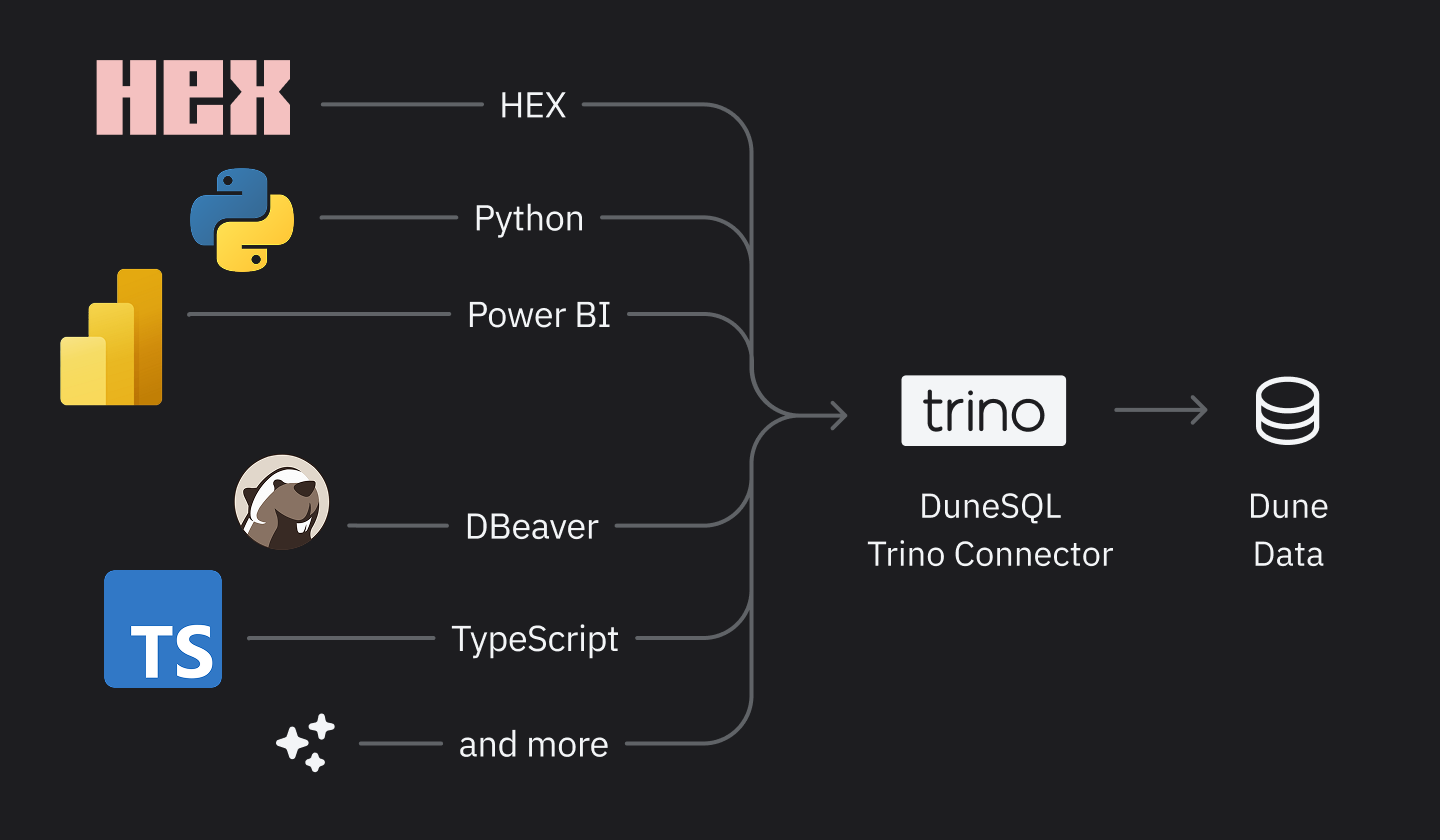 HEX
HEX
Python
Power BI
trino
DuneSQL
Trino Connector
Dune
Data
DBeaver
TS
TypeScript
and more